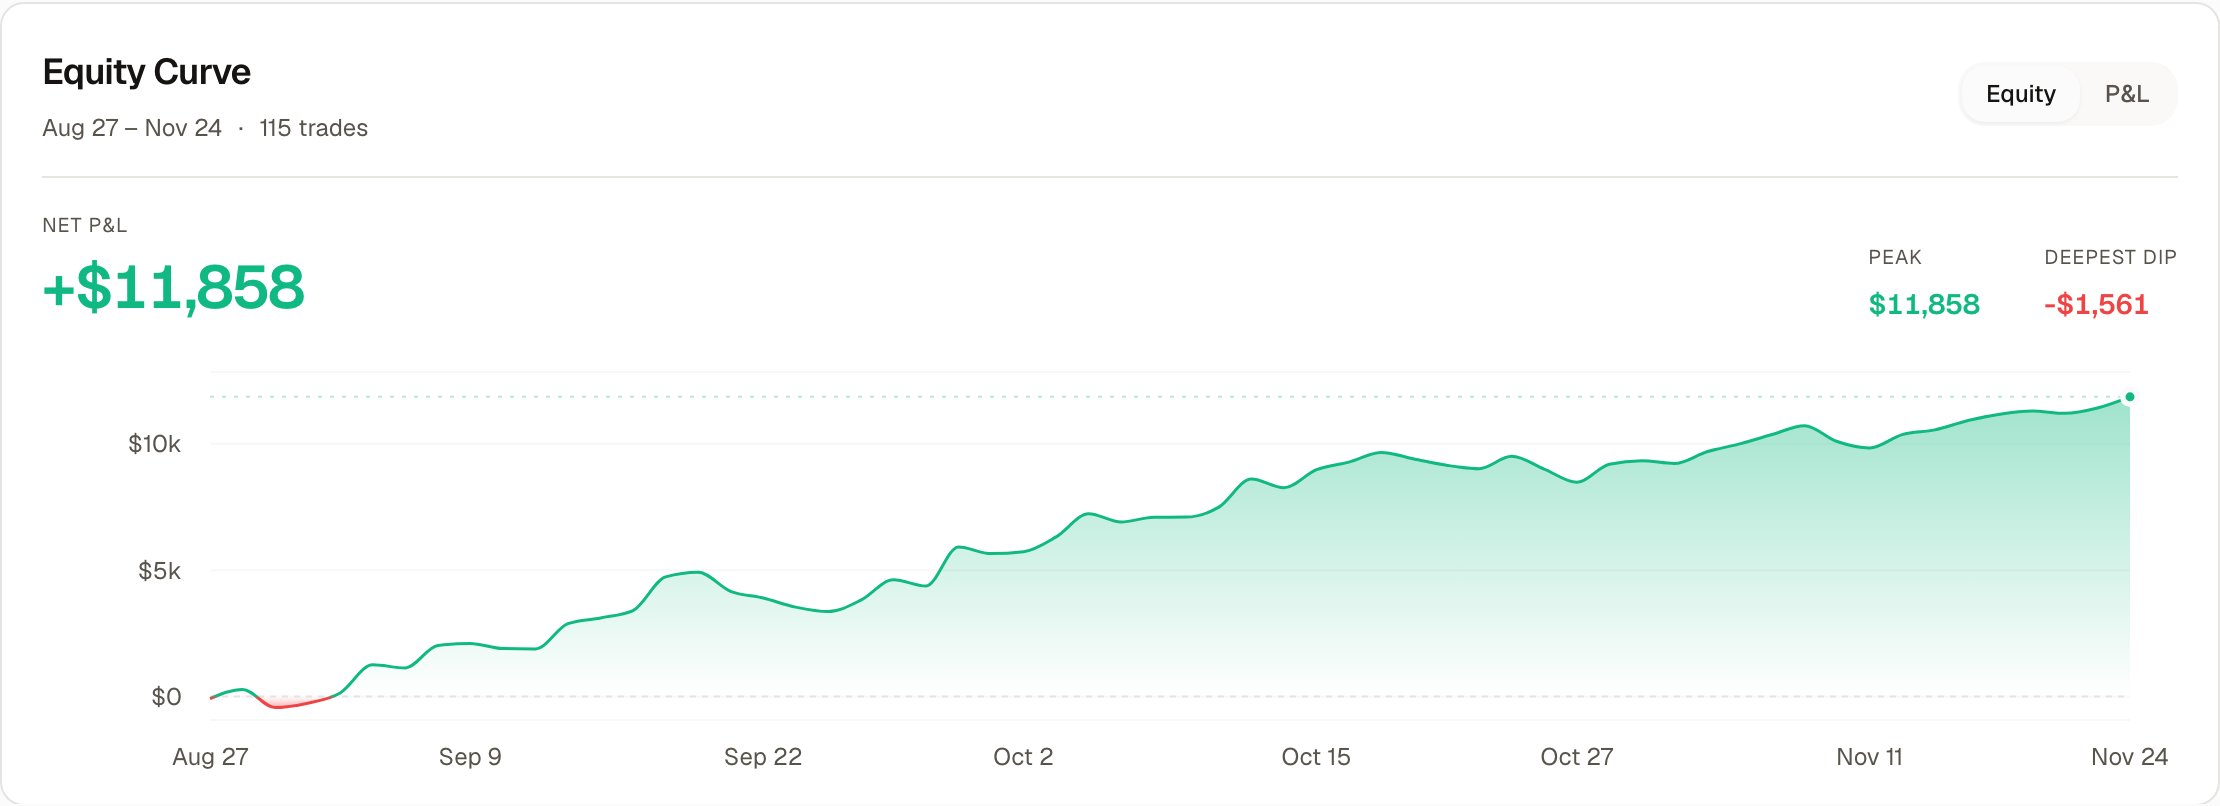 Equity Curve
Aug 27 – Nov 24 · 115 trades
Equity P&L
NET P&L
+$11,858
PEAK
$11,858
DEEPEST DIP
-$1,561
$10k
$5k
$0
Aug 27 Sep 9 Sep 22 Oct 2 Oct 15 Oct 27 Nov 11 Nov 24